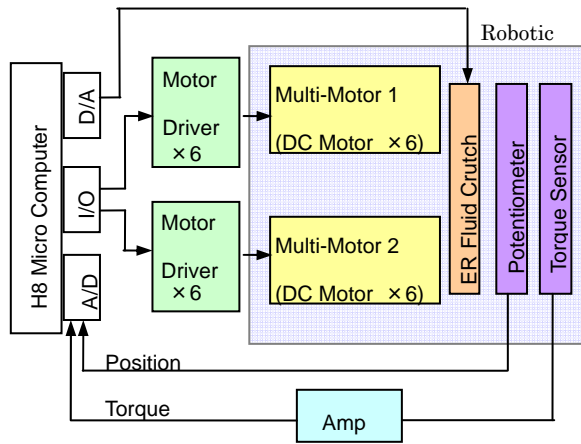 Robotic
H8 Micro Computer
D/A
I/O
A/D
Motor
Driver
×6
Motor
Driver
×6
Multi-Motor 1
(DC Motor ×6)
Multi-Motor 2
(DC Motor ×6)
ER Fluid Crutch
Potentiometer
Torque Sensor
Position
Torque
Amp